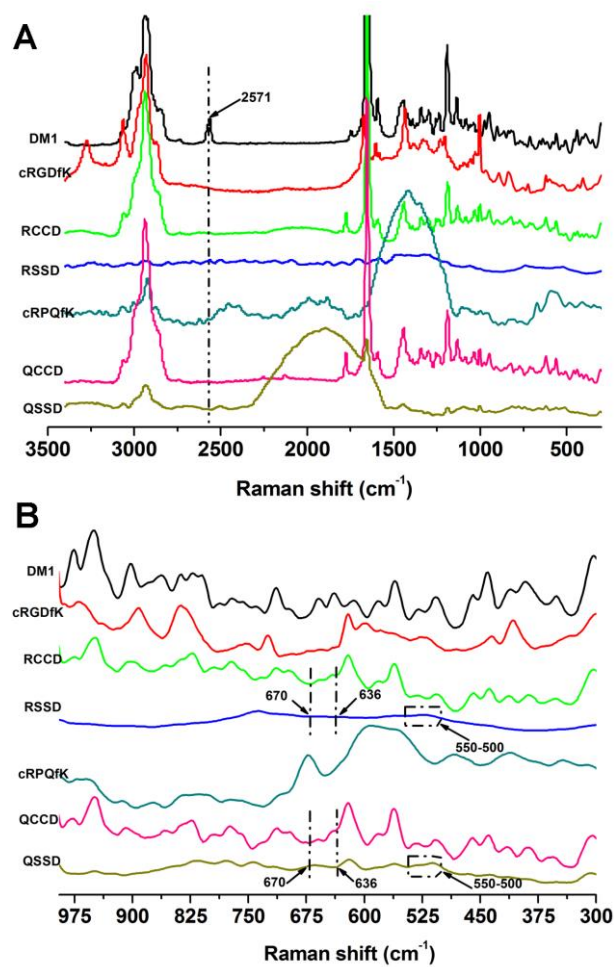 A
2571
DM1
cRGDfK
RCCD
RSSD
cRPQfK
QCCD
QSSD
3500 3000 2500 2000 1500 1000 500
Raman shift (cm⁻¹)
B
DM1
cRGDfK
RCCD
670 636
RSSD
550-500
cRPQfK
QCCD
QSSD
670 636 550-500
975 900 825 750 675 600 525 450 375 300
Raman shift (cm⁻¹)